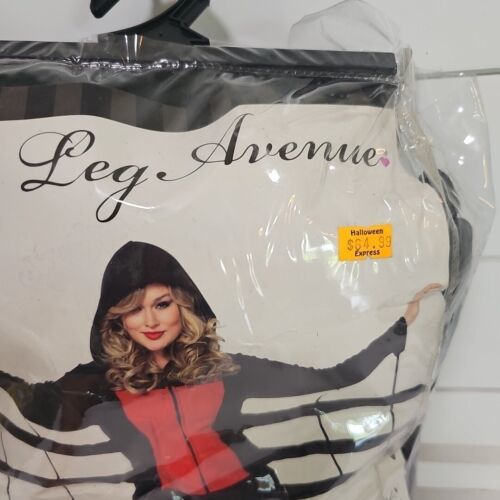 Leg Avenue
Halloween
$64.99
Express